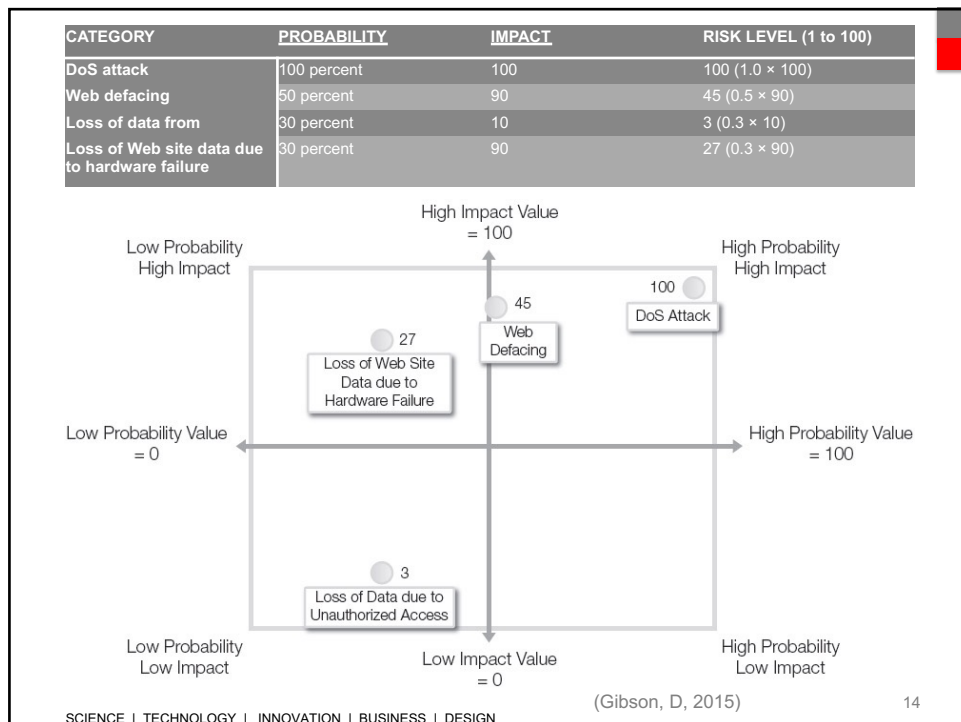 CATEGORY PROBABILITY IMPACT RISK LEVEL (1 to 100)
DoS attack 100 percent 100 100 (1.0 × 100)
Web defacing 50 percent 90 45 (0.5 × 90)
Loss of data from 30 percent 10 3 (0.3 × 10)
Loss of Web site data due 30 percent 90 27 (0.3 × 90)
to hardware failure
High Impact Value
= 100
Low Probability
High Impact
High Probability
High Impact
100
DoS Attack
45
Web
Defacing
27
Loss of Web Site
Data due to
Hardware Failure
Low Probability Value
= 0
High Probability Value
= 100
3
Loss of Data due to
Unauthorized Access
Low Probability
Low Impact
Low Impact Value
= 0
High Probability
Low Impact
(Gibson, D, 2015)
14
SCIENCE | TECHNOLOGY | INNOVATION | BUSINESS | DESIGN